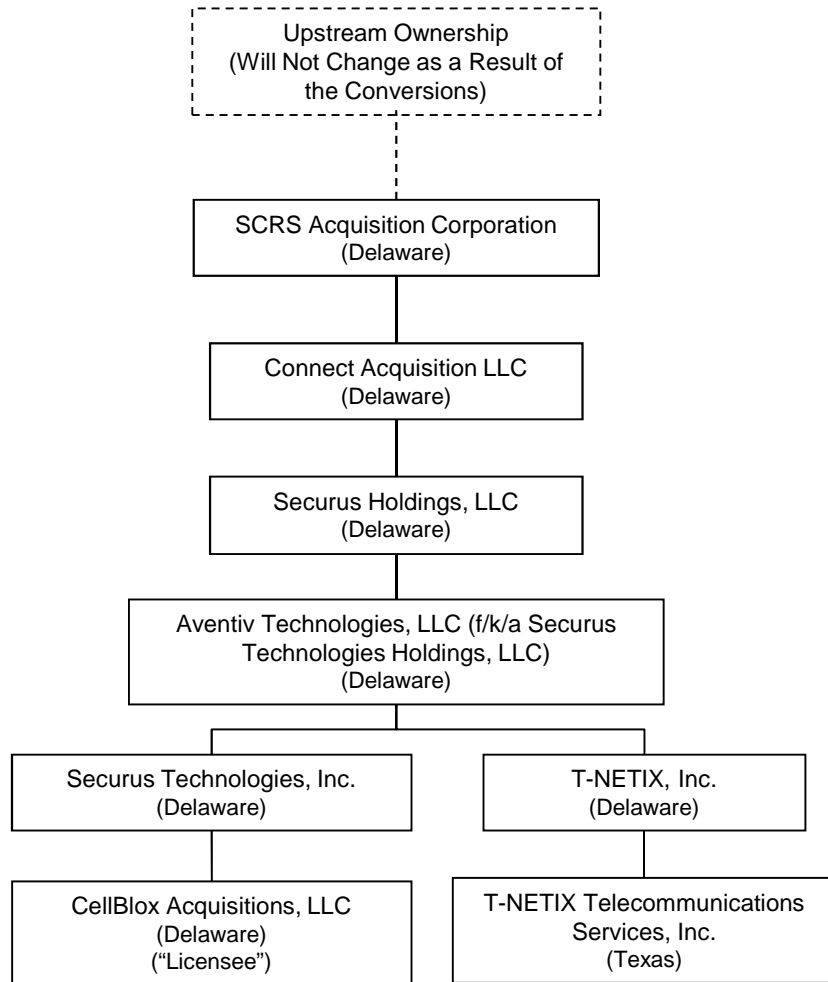 Upstream Ownership
(Will Not Change as a Result of
the Conversions)
SCRS Acquisition Corporation
(Delaware)
Connect Acquisition LLC
(Delaware)
Securus Holdings, LLC
(Delaware)
Aventiv Technologies, LLC (f/k/a Securus
Technologies Holdings, LLC)
(Delaware)
Securus Technologies, Inc.
(Delaware)
T-NETIX, Inc.
(Delaware)
CellBlox Acquisitions, LLC
(Delaware)
(“Licensee”)
T-NETIX Telecommunications
Services, Inc.
(Texas)